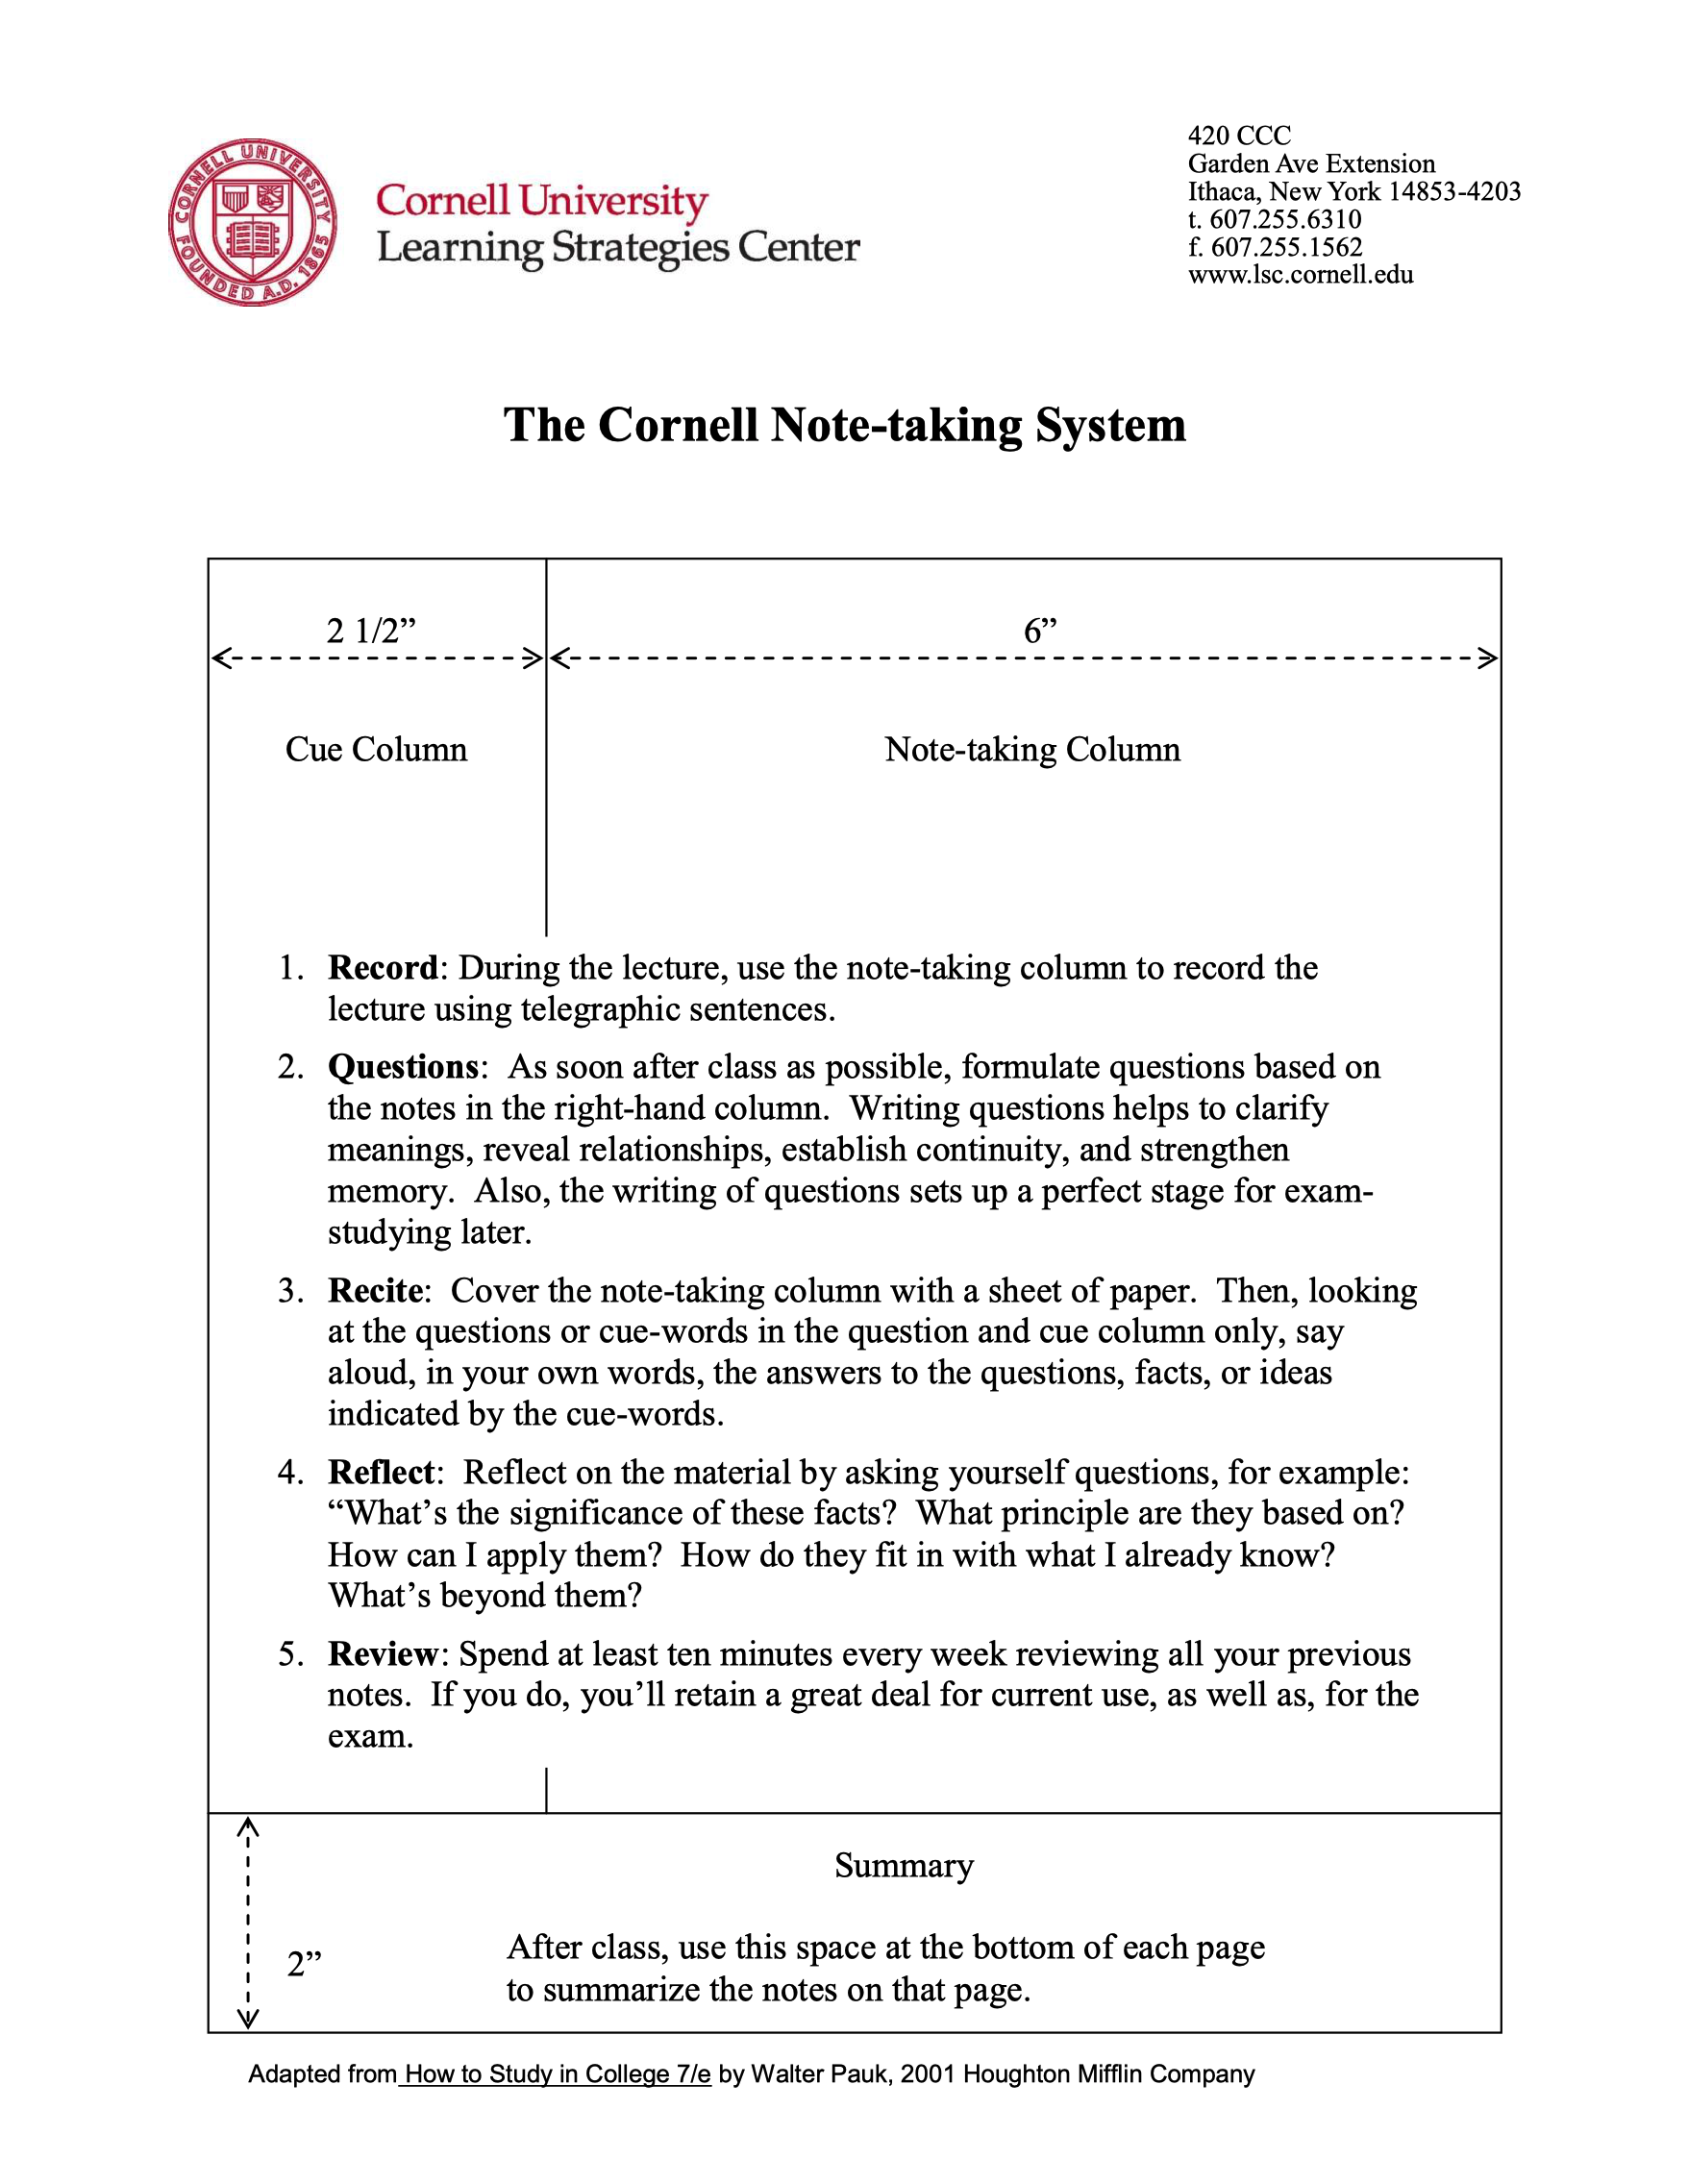 CORNELL UNIVERSITY
FOUNDED A.D. 1865
Cornell University
Learning Strategies Center
420 CCC
Garden Ave Extension
Ithaca, New York 14853-4203
t. 607.255.6310
f. 607.255.1562
www.lsc.cornell.edu
The Cornell Note-taking System
2 1/2”
6”
Cue Column
Note-taking Column
1. Record: During the lecture, use the note-taking column to record the
lecture using telegraphic sentences.
2. Questions:  As soon after class as possible, formulate questions based on
the notes in the right-hand column.  Writing questions helps to clarify
meanings, reveal relationships, establish continuity, and strengthen
memory.  Also, the writing of questions sets up a perfect stage for exam-
studying later.
3. Recite:  Cover the note-taking column with a sheet of paper.  Then, looking
at the questions or cue-words in the question and cue column only, say
aloud, in your own words, the answers to the questions, facts, or ideas
indicated by the cue-words.
4. Reflect:  Reflect on the material by asking yourself questions, for example:
“What’s the significance of these facts?  What principle are they based on?
How can I apply them?  How do they fit in with what I already know?
What’s beyond them?
5. Review: Spend at least ten minutes every week reviewing all your previous
notes.  If you do, you’ll retain a great deal for current use, as well as, for the
exam.
Summary
2”
After class, use this space at the bottom of each page
to summarize the notes on that page.
Adapted from How to Study in College 7/e by Walter Pauk, 2001 Houghton Mifflin Company